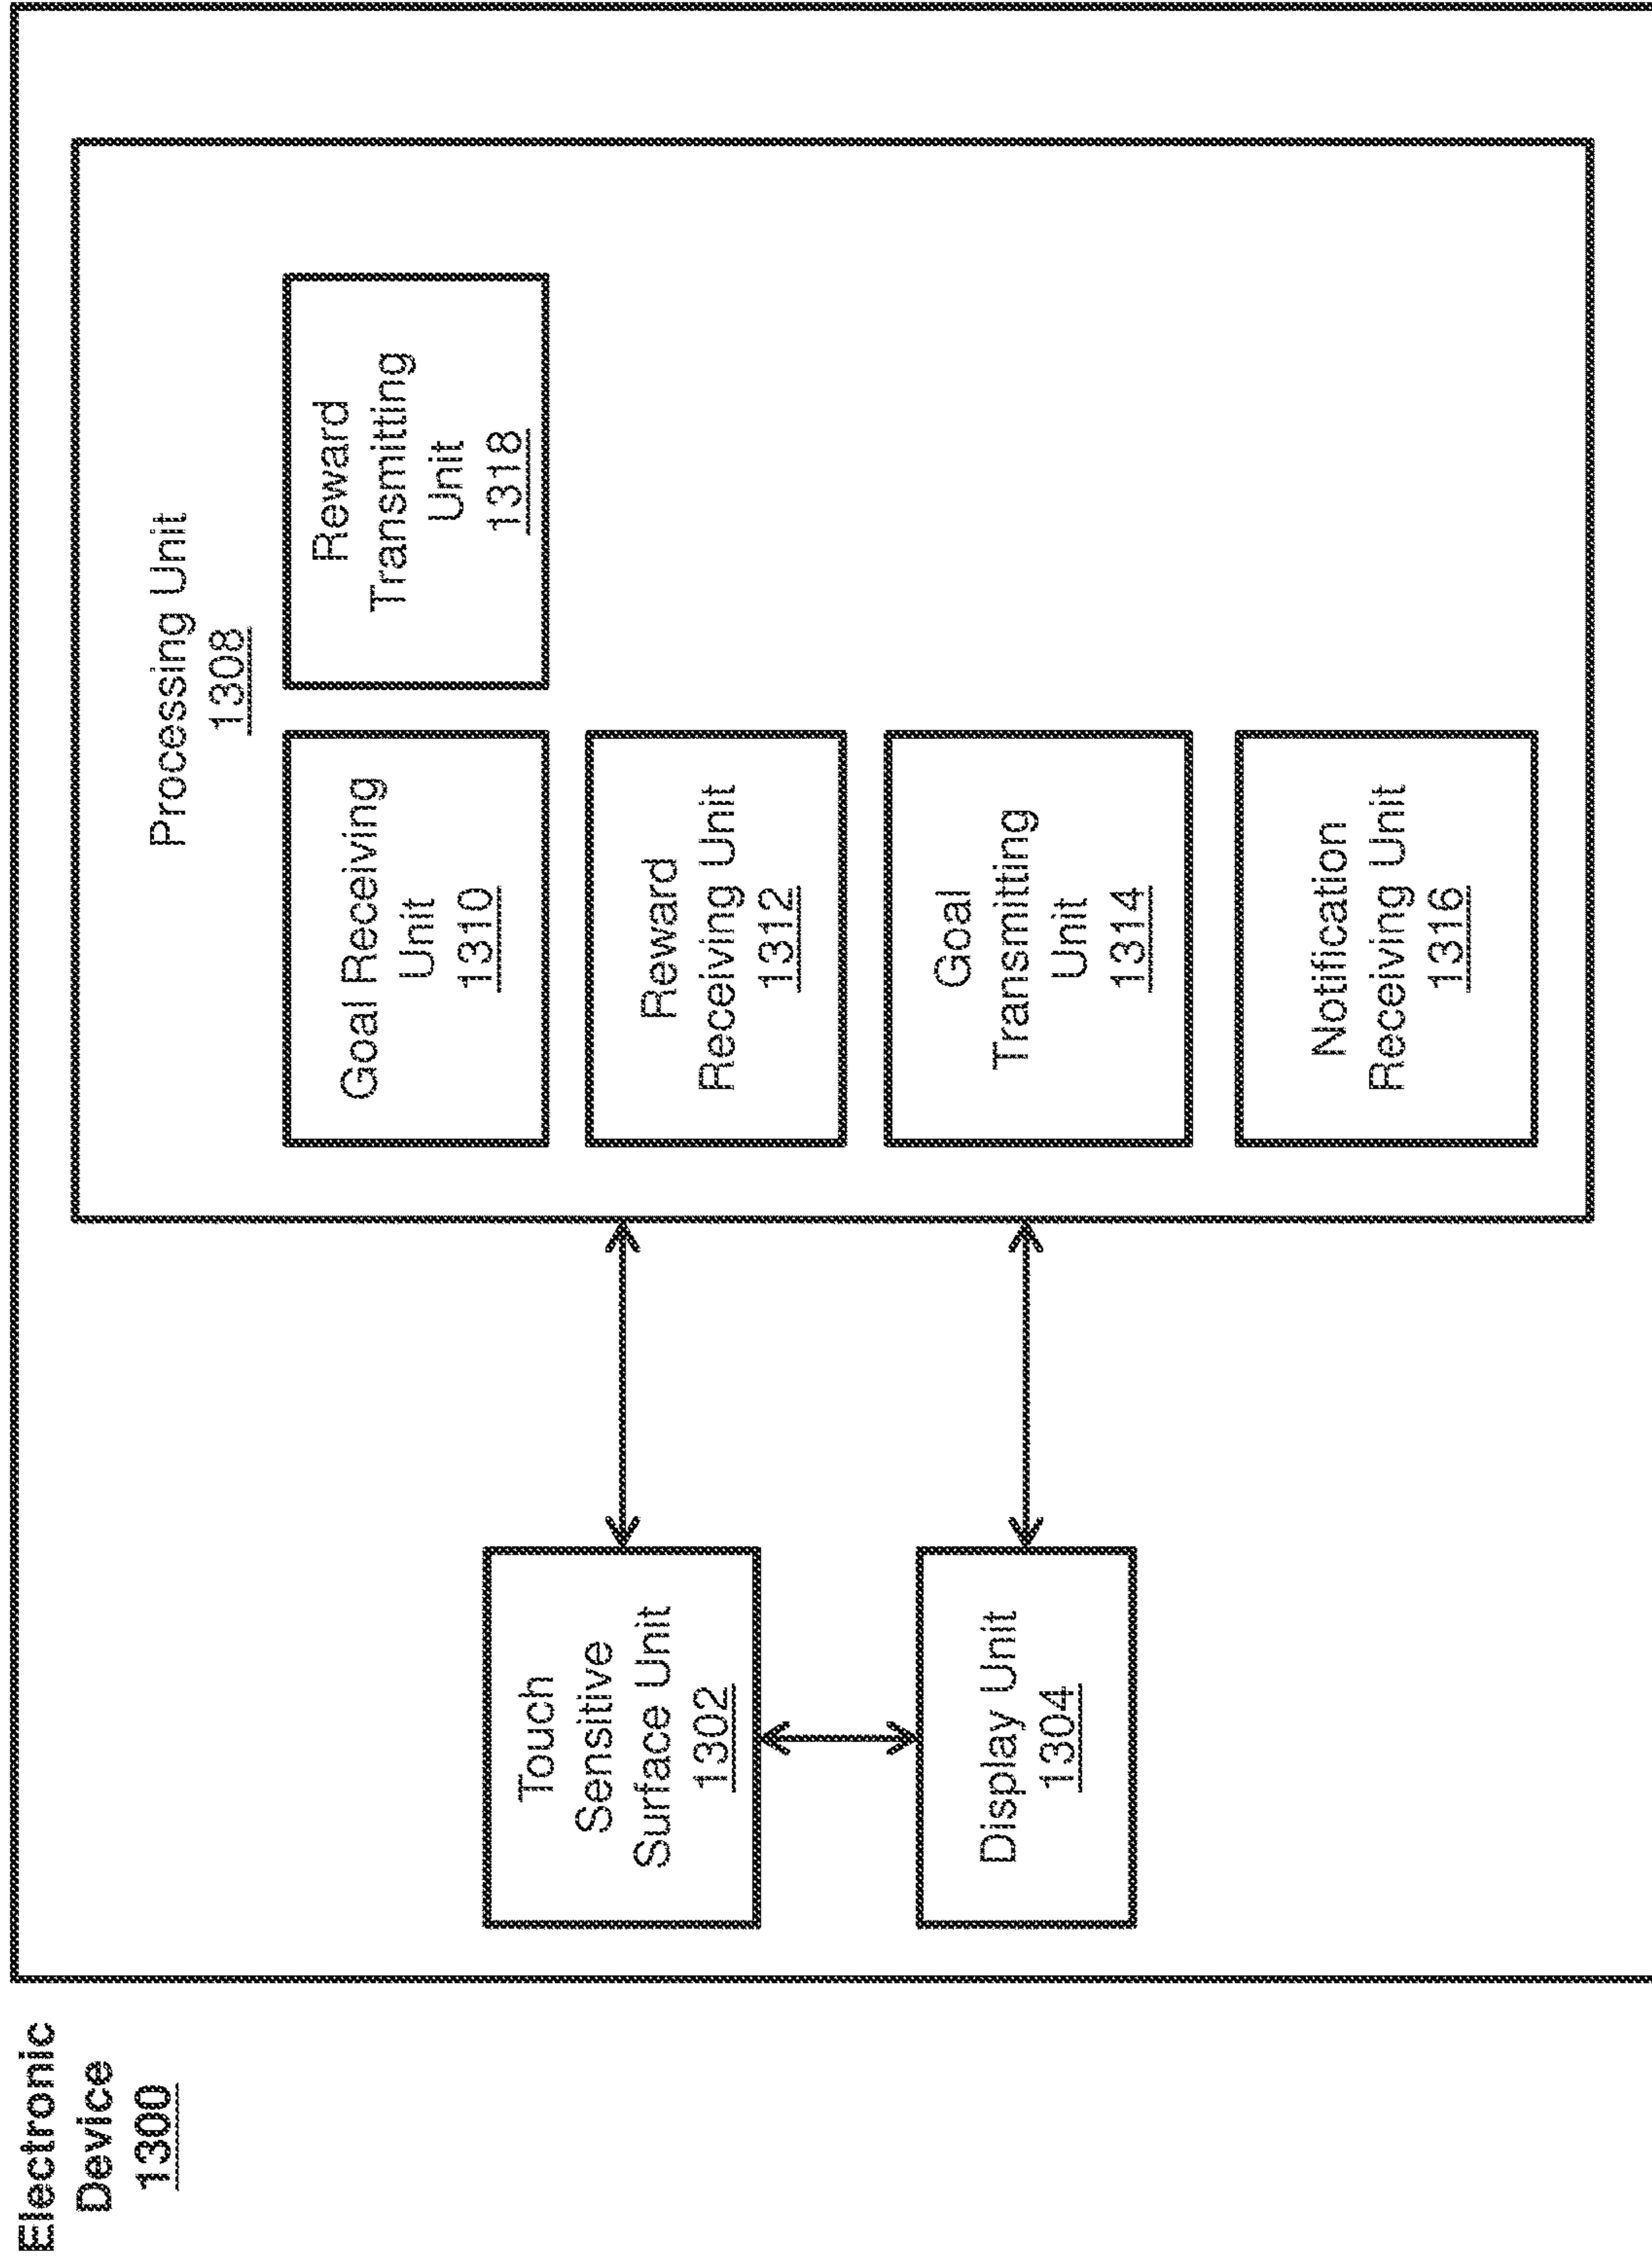 Electronic
Device
1300
Touch
Sensitive
Surface Unit
1302
Display Unit
1304
Processing Unit
1308
Goal Receiving
Unit
1310
Reward
Receiving Unit
1312
Goal
Transmitting
Unit
1314
Notification
Receiving Unit
1316
Reward
Transmitting
Unit
1318